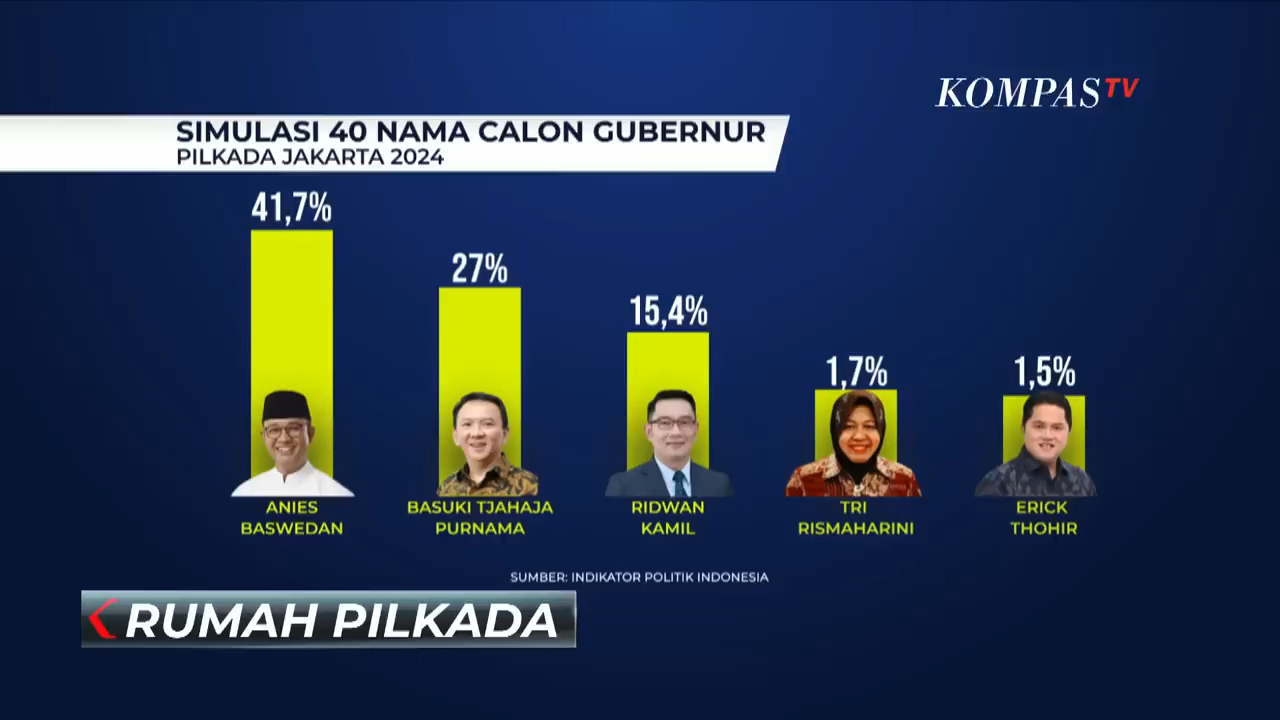 KOMPASTV
SIMULASI 40 NAMA CALON GUBERNUR
PILKADA JAKARTA 2024
41,7%
27%
15,4%
1,7%
1,5%
ANIES
BASWEDAN
BASUKI TJAHAJA
PURNAMA
RIDWAN
KAMIL
TRI
RISMAHARINI
ERICK
THOHIR
SUMBER: INDIKATOR POLITIK INDONESIA
RUMAH PILKADA